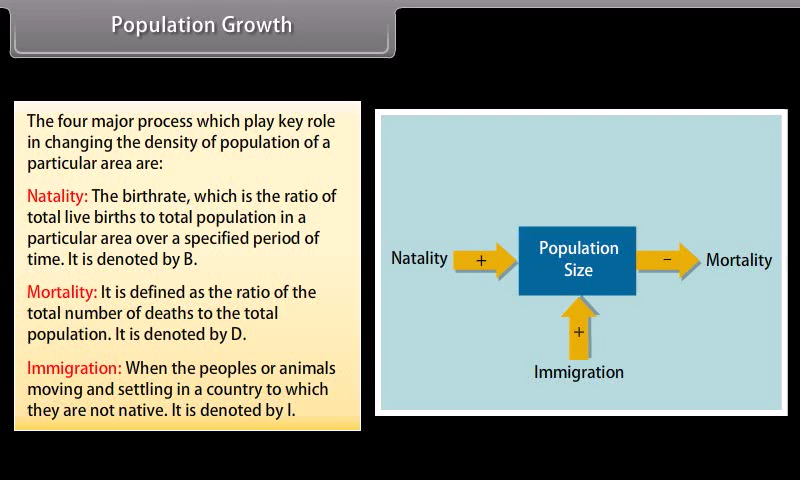 Population Growth
The four major process which play key role
in changing the density of population of a
particular area are:
Natality: The birthrate, which is the ratio of
total live births to total population in a
particular area over a specified period of
time. It is denoted by B.
Mortality: It is defined as the ratio of the
total number of deaths to the total
population. It is denoted by D.
Immigration: When the peoples or animals
moving and settling in a country to which
they are not native. It is denoted by I.
Natality
+
Population
Size
−
Mortality
+
Immigration